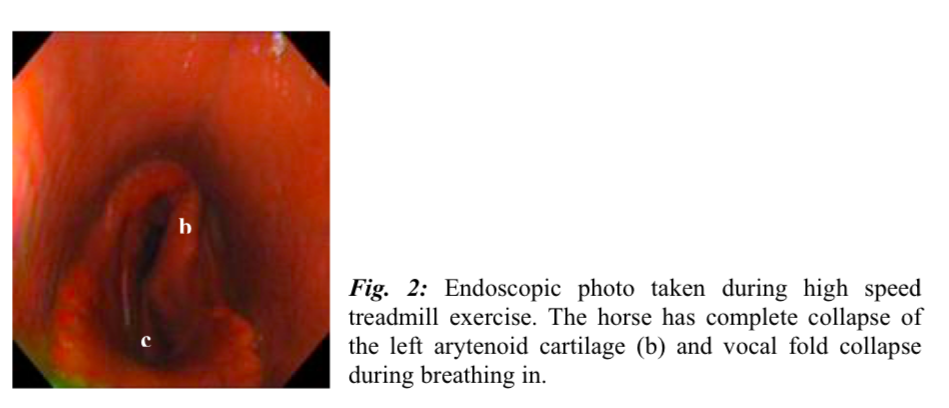 b
c
Fig. 2: Endoscopic photo taken during high speed
treadmill exercise. The horse has complete collapse of
the left arytenoid cartilage (b) and vocal fold collapse
during breathing in.